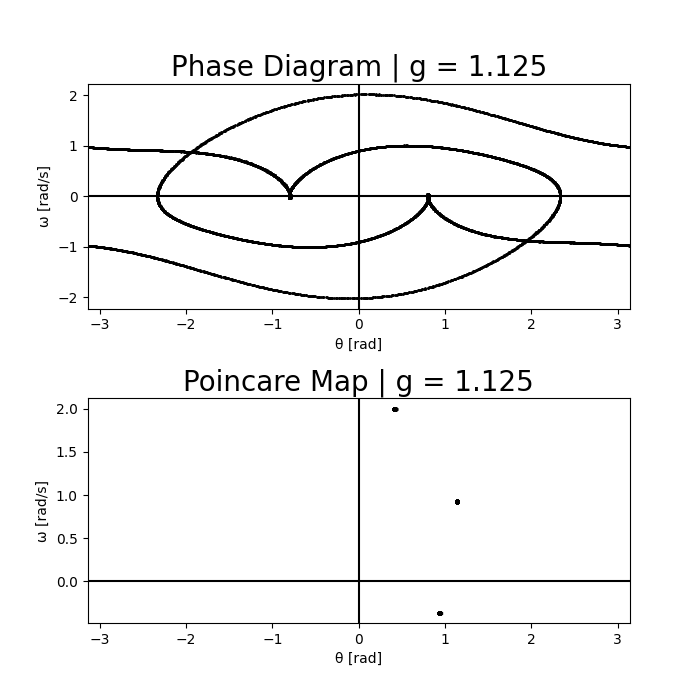 Phase Diagram | g = 1.125
2
1
0
−1
−2
ω [rad/s]
−3 −2 −1 0 1 2 3
θ [rad]
Poincare Map | g = 1.125
2.0
1.5
1.0
0.5
0.0
ω [rad/s]
−3 −2 −1 0 1 2 3
θ [rad]